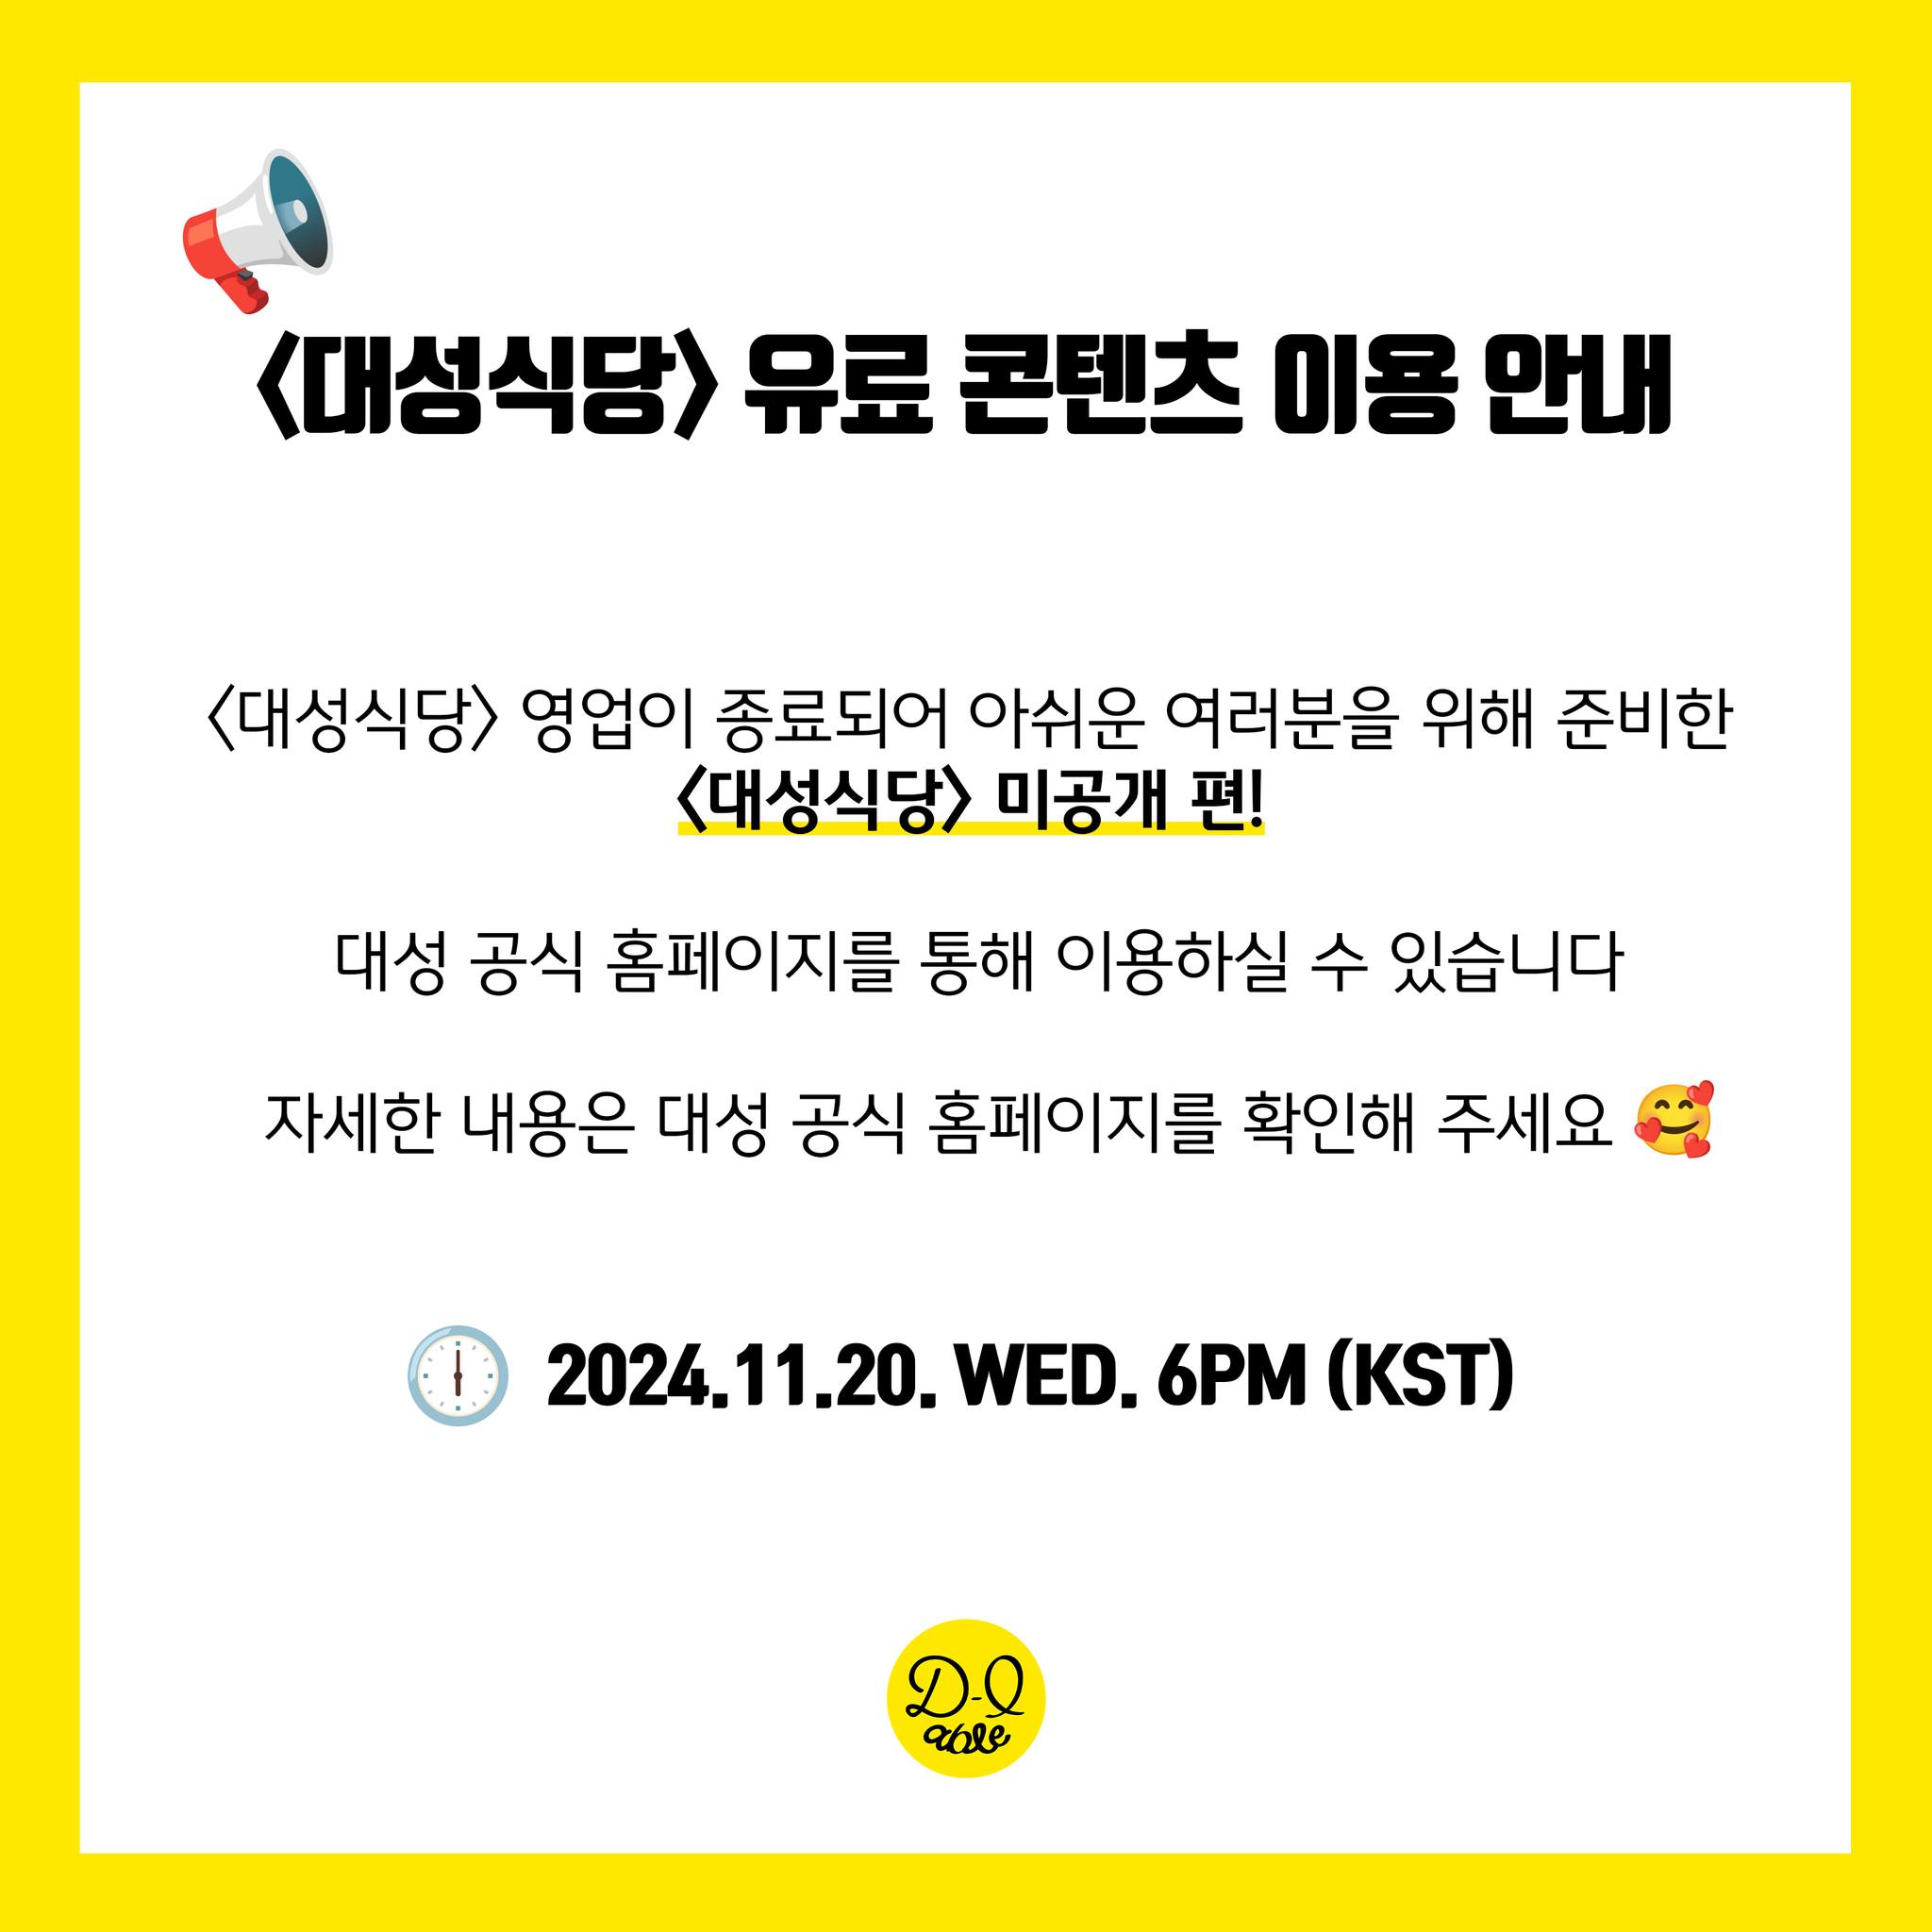 〈대성식당〉 유료 콘텐츠 이용 안내
〈대성식당〉 영업이 종료되어 아쉬운 여러분을 위해 준비한
〈대성식당〉 미공개 편!
대성 공식 홈페이지를 통해 이용하실 수 있습니다
자세한 내용은 대성 공식 홈페이지를 확인해 주세요 🥰
2024.11.20. WED. 6PM (KST)
D-Q
able